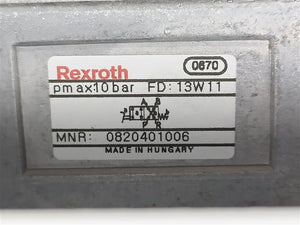 Rexroth 0670
pmax10bar FD: 13W11
A B
P R
MNR: 0820401006
MADE IN HUNGARY